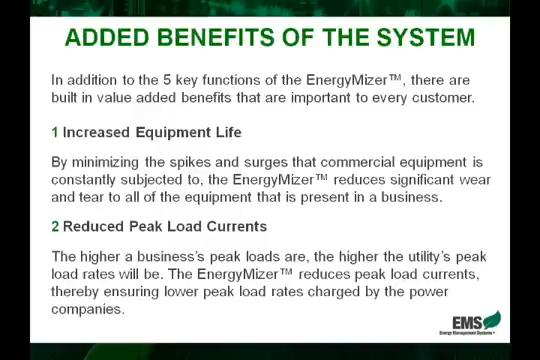 ADDED BENEFITS OF THE SYSTEM
In addition to the 5 key functions of the EnergyMizer™, there are
built in value added benefits that are important to every customer.
1 Increased Equipment Life
By minimizing the spikes and surges that commercial equipment is
constantly subjected to, the EnergyMizer™ reduces significant wear
and tear to all of the equipment that is present in a business.
2 Reduced Peak Load Currents
The higher a business's peak loads are, the higher the utility's peak
load rates will be. The EnergyMizer™ reduces peak load currents,
thereby ensuring lower peak load rates charged by the power
companies.
EMS
Energy Management Systems™